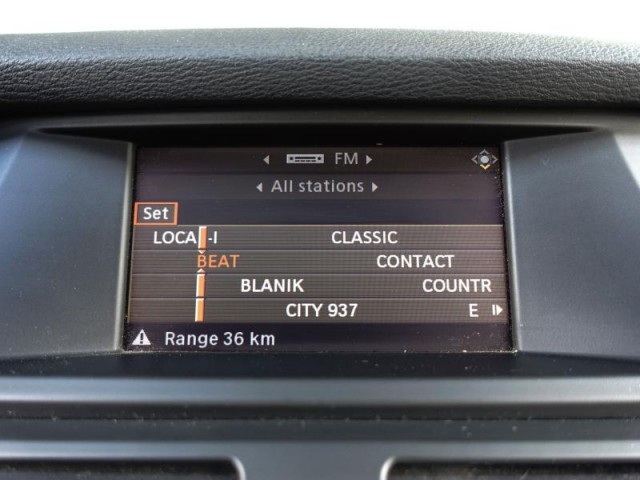 FM
All stations
Set
LOCA -I CLASSIC
BEAT CONTACT
BLANIK COUNTR
CITY 937 E
Range 36 km